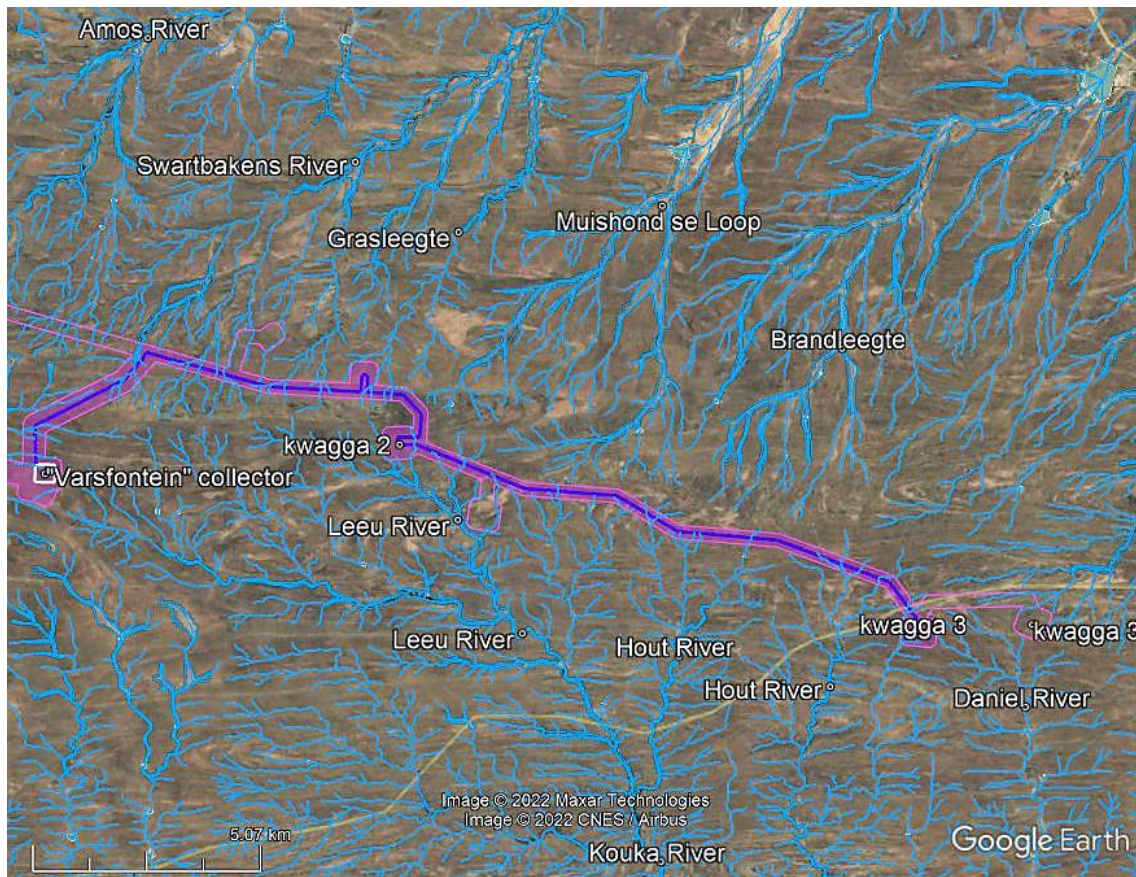 Amos River
Swartbakens River
Muishond se Loop
Grasleegte
Brandleegte
kwagga 2
"Varsfontein" collector
Leeu River
kwagga 3
kwagga 3
Leeu River
Hout River
Hout River
Daniel River
Image © 2022 Maxar Technologies
Image © 2022 CNES / Airbus
5.07 km
Google Earth
Kouka River